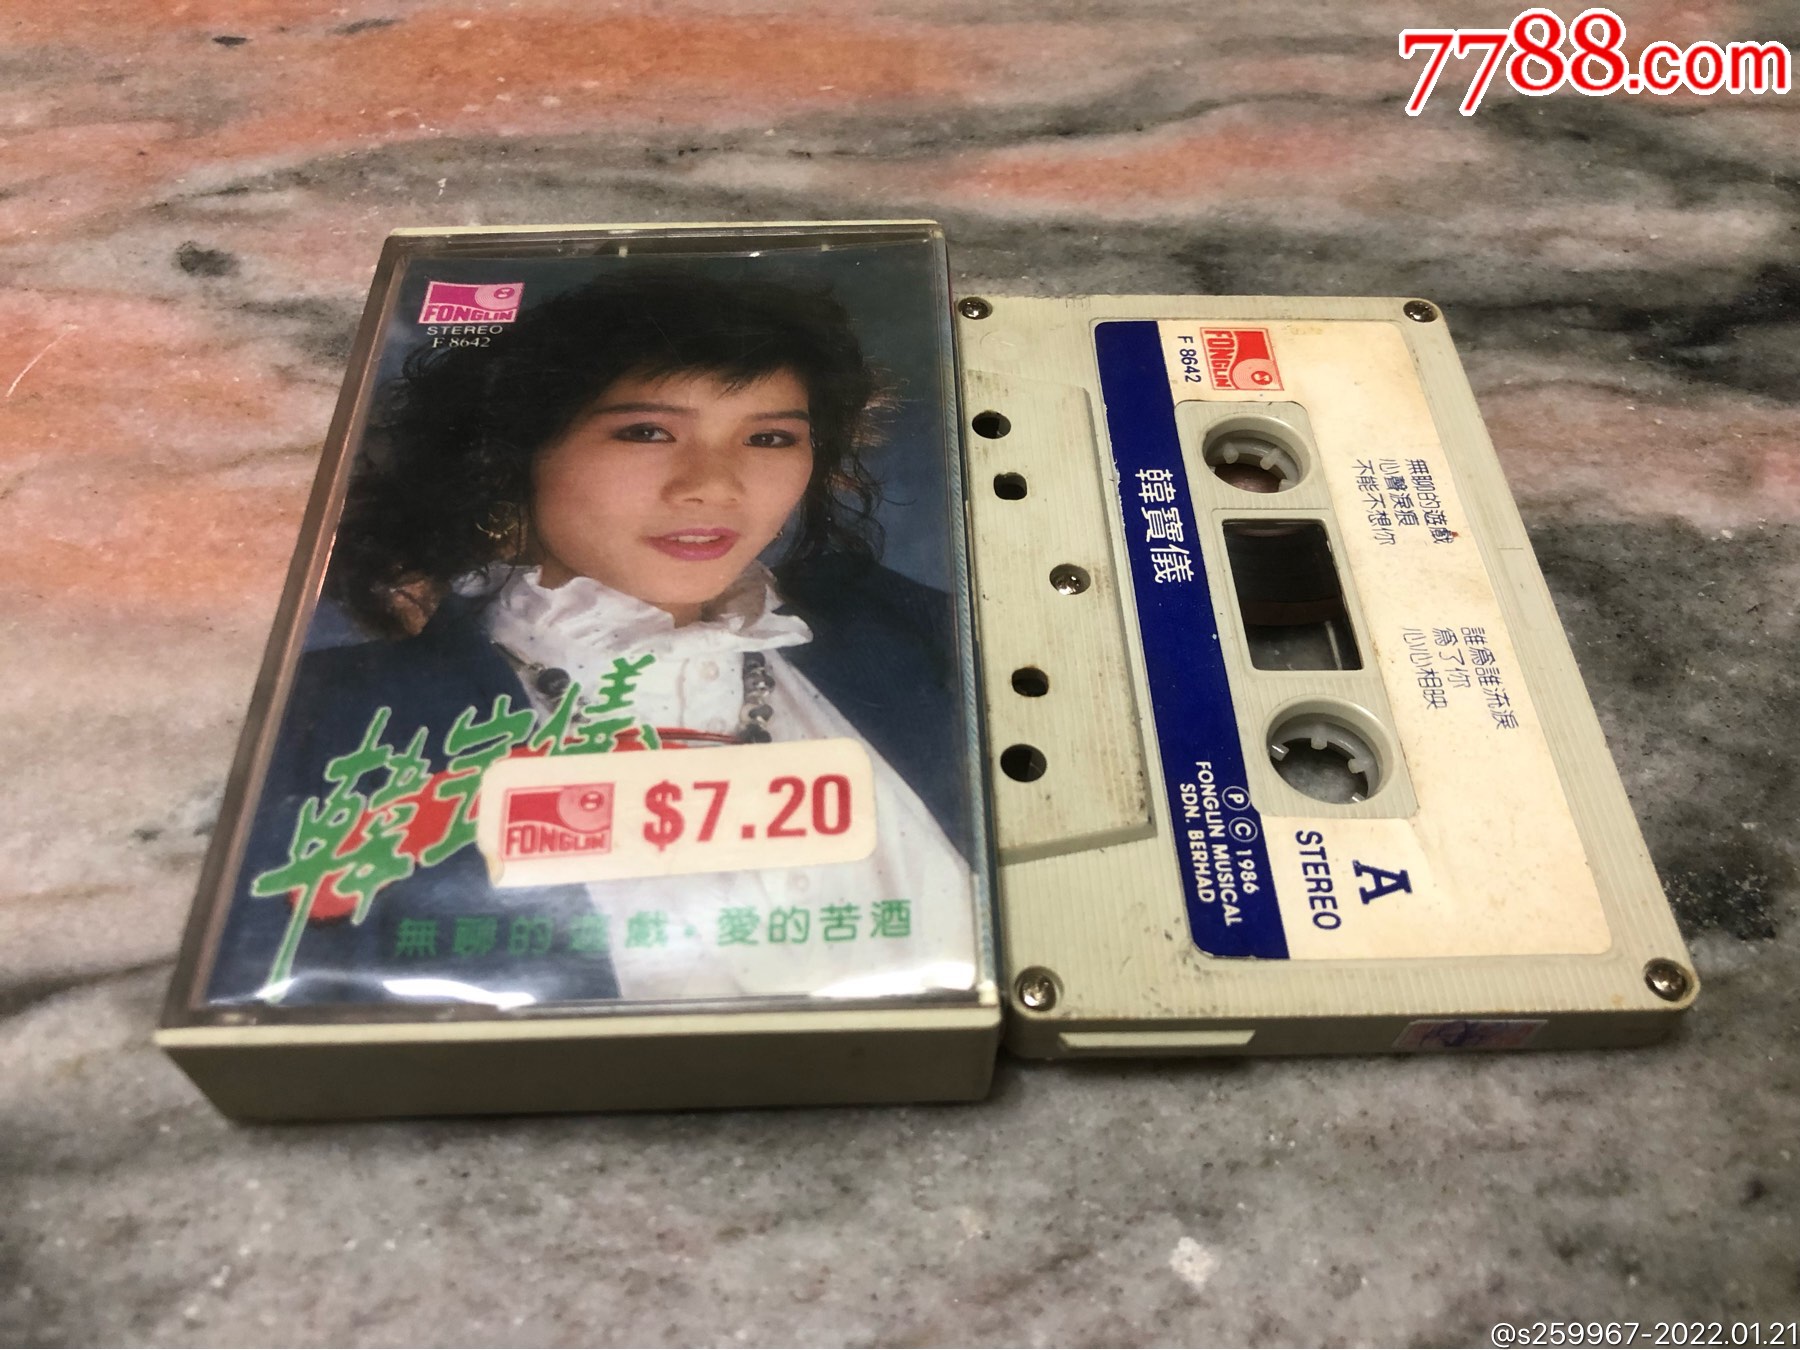 7788.com
FONGLIN
STEREO
F 8642
韓宝儀
FONGLIN
$7.20
無聊的遊戲·愛的苦酒
FONGLIN
F 8642
韓寶儀
無聊的遊戲
心聲淚痕
不能不想你
誰為誰流淚
為了你
心心相映
Ⓟ Ⓒ 1986
FONGLIN MUSICAL
SDN. BERHAD
A
STEREO
@s259967-2022.01.21